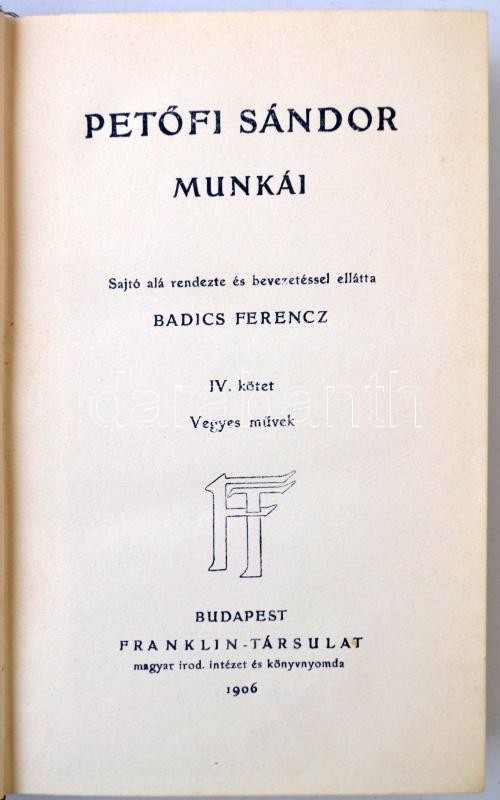 PETŐFI SÁNDOR
MUNKÁI
Sajtó alá rendezte és bevezetéssel ellátta
BADICS FERENCZ
IV. kötet
darabanth
Vegyes művek
FT
BUDAPEST
FRANKLIN-TÁRSULAT
magyar irod. intézet és könyvnyomda
1906